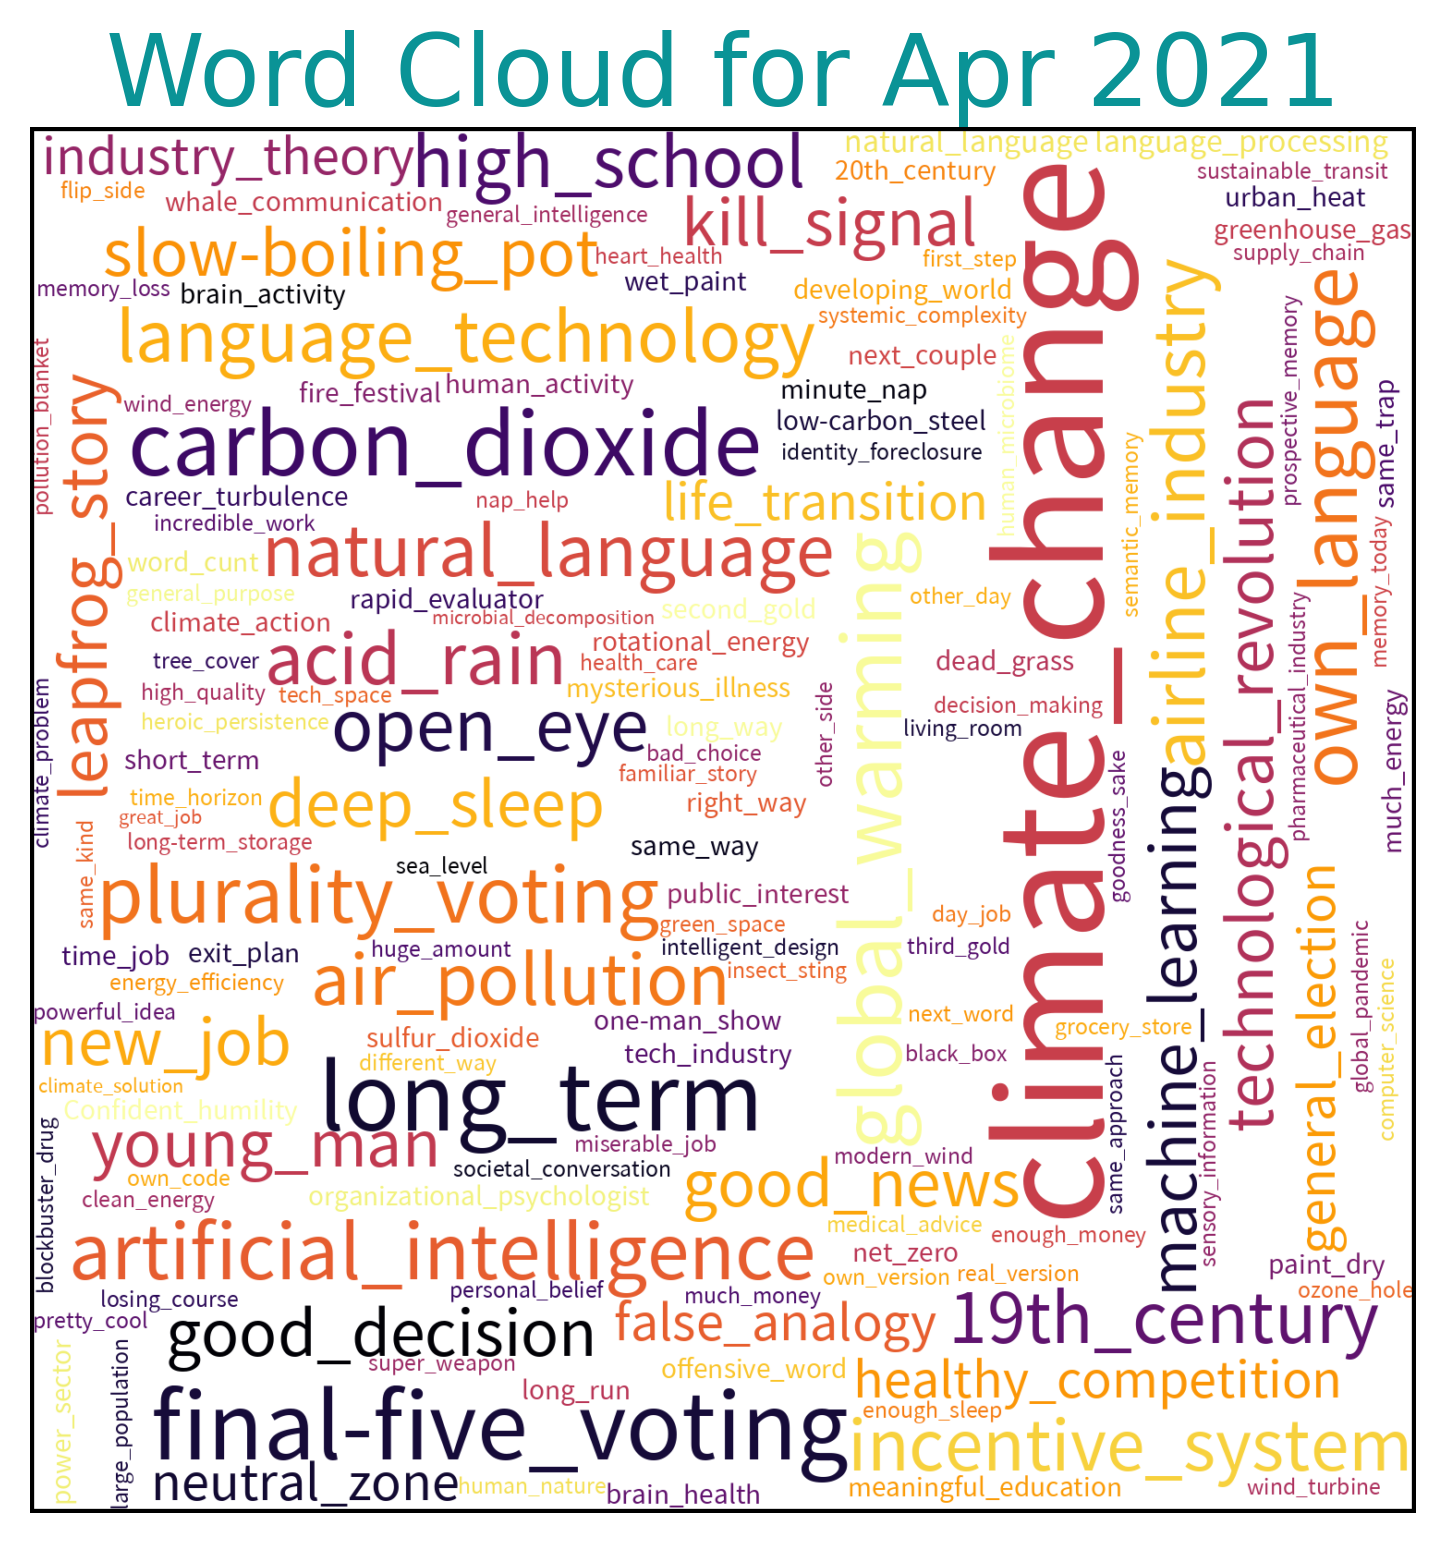 Word Cloud for Apr 2021
industry_theory
high_school
natural_language
language_processing
flip_side
whale_communication
general_intelligence
20th_century
sustainable_transit
urban_heat
kill_signal
greenhouse_gas
slow-boiling_pot
heart_health
first_step
supply_chain
memory_loss
brain_activity
wet_paint
developing_world
language_technology
systemic_complexity
climate_change
airline_industry
own_language
prospective_memory
pollution_blanket
leapfrog_story
wind_energy
fire_festival
human_activity
next_couple
minute_nap
human_microbiome
same_trap
carbon_dioxide
low-carbon_steel
identity_foreclosure
technological_revolution
semantic_memory
career_turbulence
nap_help
life_transition
incredible_work
natural_language
memory_today
word_cunt
global_warming
general_purpose
rapid_evaluator
second_gold
other_day
climate_action
microbial_decomposition
rotational_energy
pharmaceutical_industry
tree_cover
acid_rain
health_care
dead_grass
high_quality
tech_space
mysterious_illness
decision_making
climate_problem
heroic_persistence
open_eye
long_way
other_side
living_room
much_energy
short_term
bad_choice
familiar_story
goodness_sake
machine_learning
time_horizon
deep_sleep
right_way
great_job
long-term_storage
same_kind
sea_level
same_way
plurality_voting
public_interest
general_election
green_space
day_job
time_job
exit_plan
huge_amount
intelligent_design
third_gold
global_pandemic
energy_efficiency
air_pollution
insect_sting
computer_science
powerful_idea
new_job
sulfur_dioxide
one-man_show
next_word
grocery_store
different_way
tech_industry
black_box
climate_solution
long_term
same_approach
sensory_information
Confident_humility
blockbuster_drug
young_man
miserable_job
modern_wind
own_code
societal_conversation
good_news
clean_energy
organizational_psychologist
medical_advice
enough_money
artificial_intelligence
net_zero
paint_dry
own_version
real_version
ozone_hole
losing_course
personal_belief
much_money
pretty_cool
good_decision
false_analogy
19th_century
power_sector
large_population
super_weapon
offensive_word
healthy_competition
long_run
final-five_voting
enough_sleep
incentive_system
neutral_zone
human_nature
brain_health
meaningful_education
wind_turbine